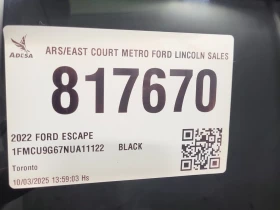 ADESA
ARS/EAST COURT METRO FORD LINCOLN SALES
817670
2022 FORD ESCAPE
1FMCU9G67NUA11122 BLACK
Toronto
10/03/2025 13:59:03 Hs